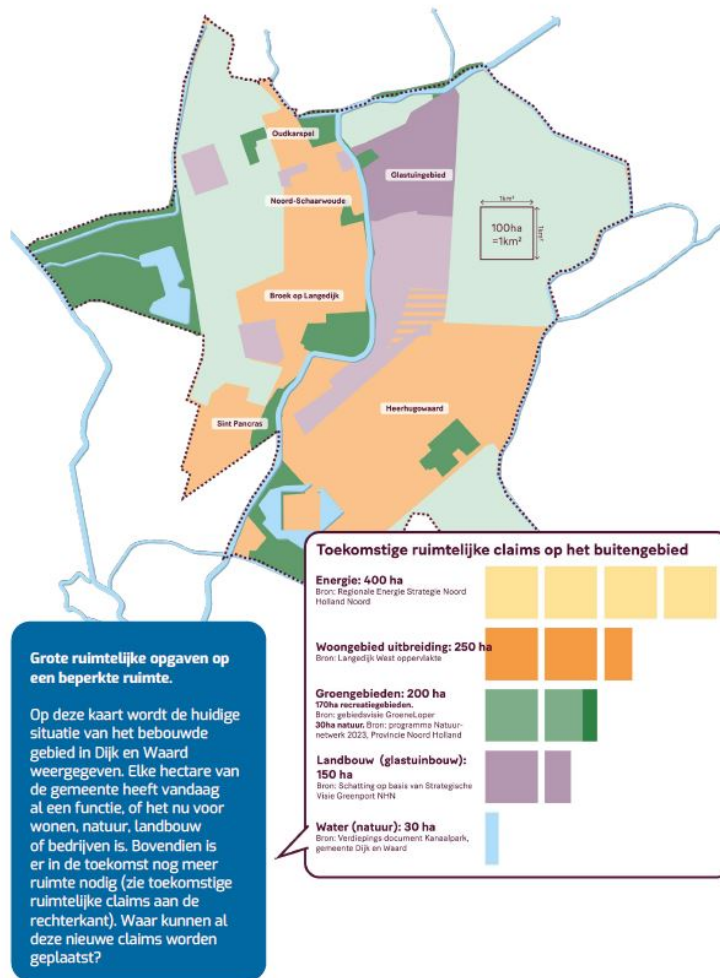 Oudkarspel
Glastuingebied
Noord-Schaarwoude
1km²
100ha
=1km²
1km²
Broek op Langedijk
Heerhugowaard
Sint Pancras
Toekomstige ruimtelijke claims op het buitengebied
Energie: 400 ha
Bron: Regionale Energie Strategie Noord
Holland Noord
Woongebied uitbreiding: 250 ha
Bron: Langedijk West oppervlakte
Groengebieden: 200 ha
170ha recreatiegebieden.
Bron: gebiedsvisie GroeneLoper
30ha natuur. Bron: programma Natuur-
netwerk 2023, Provincie Noord Holland
Landbouw (glastuinbouw):
150 ha
Bron: Schatting op basis van Strategische
Visie Greenport NHN
Water (natuur): 30 ha
Bron: Verdiepings document Kanaalpark,
gemeente Dijk en Waard
Grote ruimtelijke opgaven op
een beperkte ruimte.
Op deze kaart wordt de huidige
situatie van het bebouwde
gebied in Dijk en Waard
weergegeven. Elke hectare van
de gemeente heeft vandaag
al een functie, of het nu voor
wonen, natuur, landbouw
of bedrijven is. Bovendien is
er in de toekomst nog meer
ruimte nodig (zie toekomstige
ruimtelijke claims aan de
rechterkant). Waar kunnen al
deze nieuwe claims worden
geplaatst?